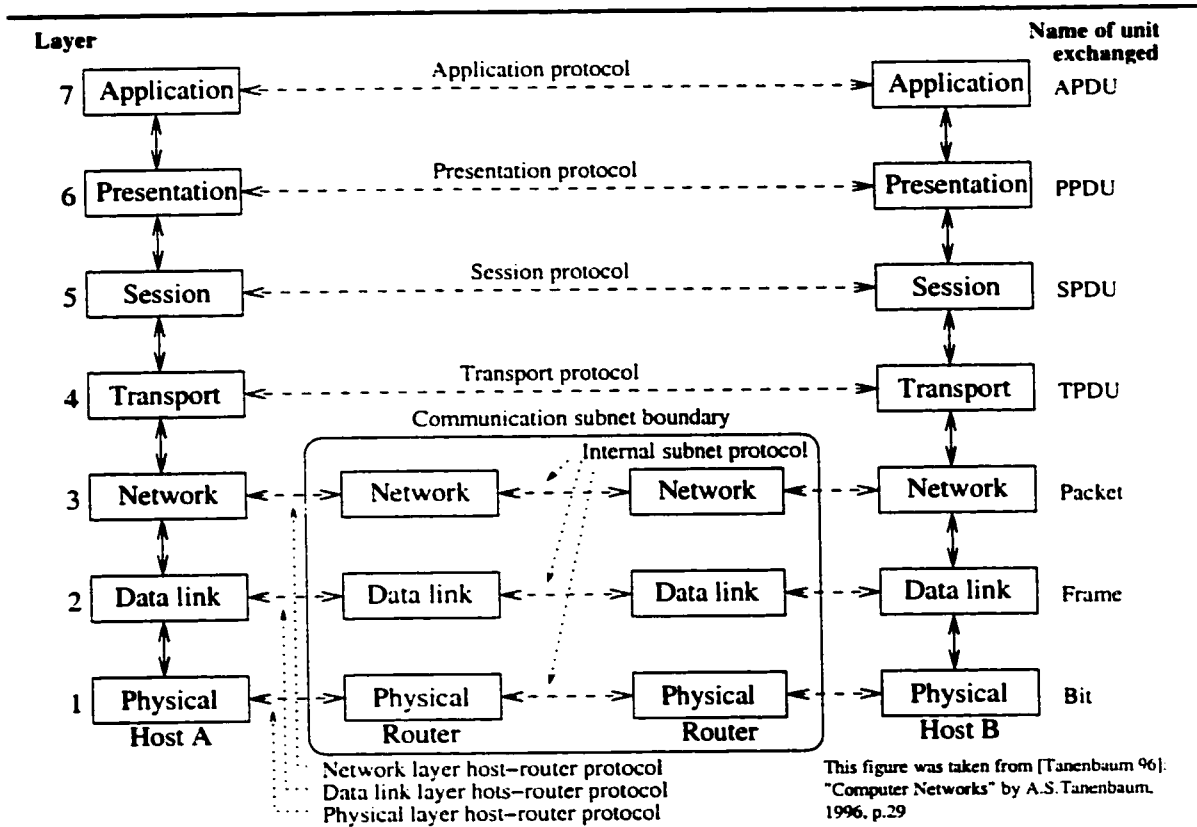 Layer
Name of unit
exchanged
Application protocol
7 Application Application APDU
Presentation protocol
6 Presentation Presentation PPDU
Session protocol
5 Session Session SPDU
Transport protocol
4 Transport Transport TPDU
Communication subnet boundary
Internal subnet protocol
3 Network Network Network Network Packet
2 Data link Data link Data link Data link Frame
1 Physical Physical Physical Physical Bit
Host A Router Router Host B
Network layer host-router protocol
Data link layer hots-router protocol
Physical layer host-router protocol
This figure was taken from [Tanenbaum 96]:
"Computer Networks" by A.S.Tanenbaum,
1996, p.29